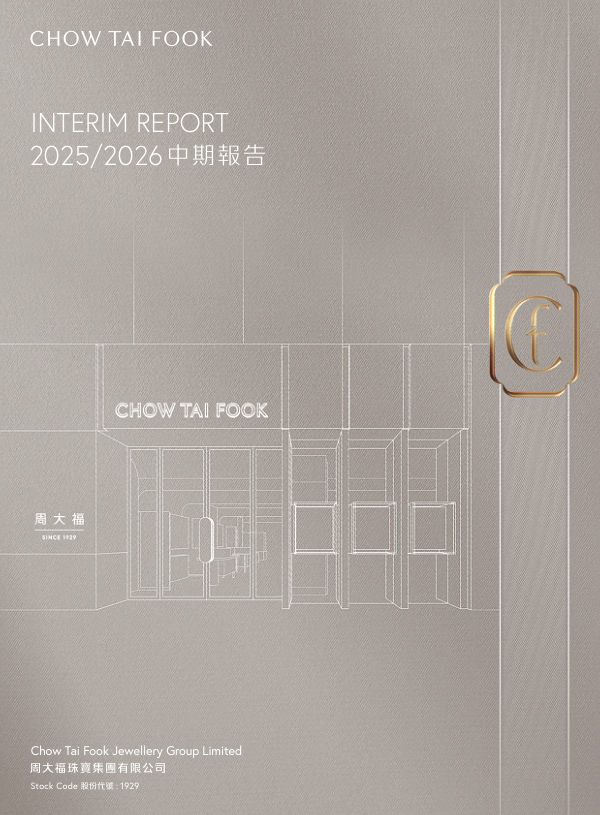 CHOW TAI FOOK
INTERIM REPORT
2025/2026 中期報告
CHOW TAI FOOK
周大福
SINCE 1929
Chow Tai Fook Jewellery Group Limited
周大福珠寶集團有限公司
Stock Code 股份代號 : 1929